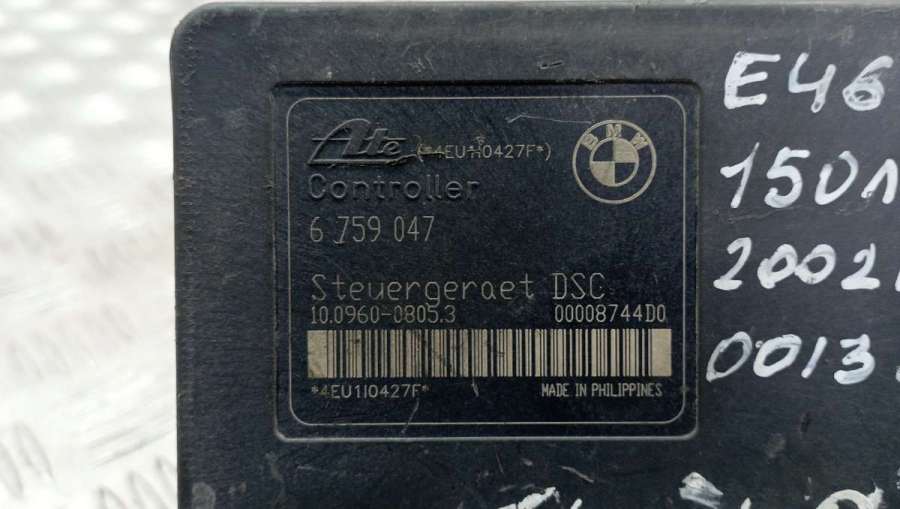 Ate (*4EU1I0427F*) BMW
Controller
6 759 047
Steuergeraet DSC
10.0960-0805.3 00008744D0
*4EU1I0427F* MADE IN PHILIPPINES
E46
150
2002
0013